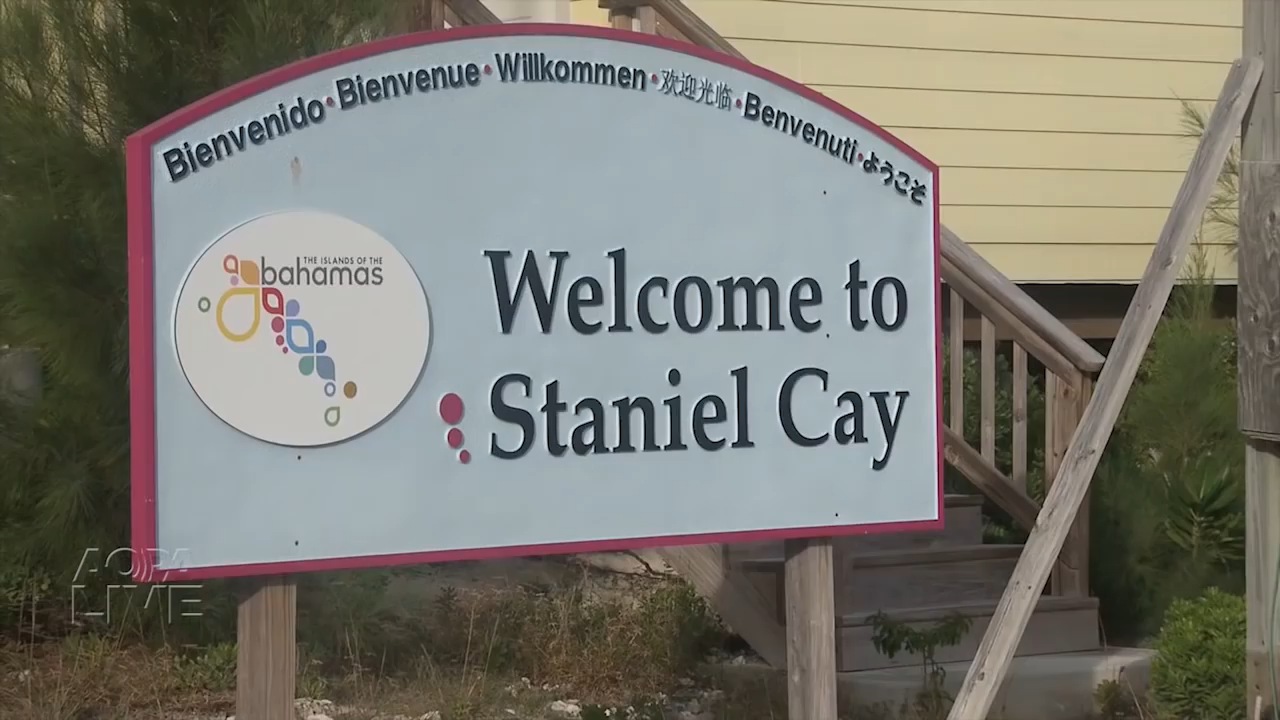 Bienvenido • Bienvenue • Willkommen • 欢迎光临 • Benvenuti • ようこそ
THE ISLANDS OF THE
bahamas
Welcome to
Staniel Cay
AOPA
LIVE